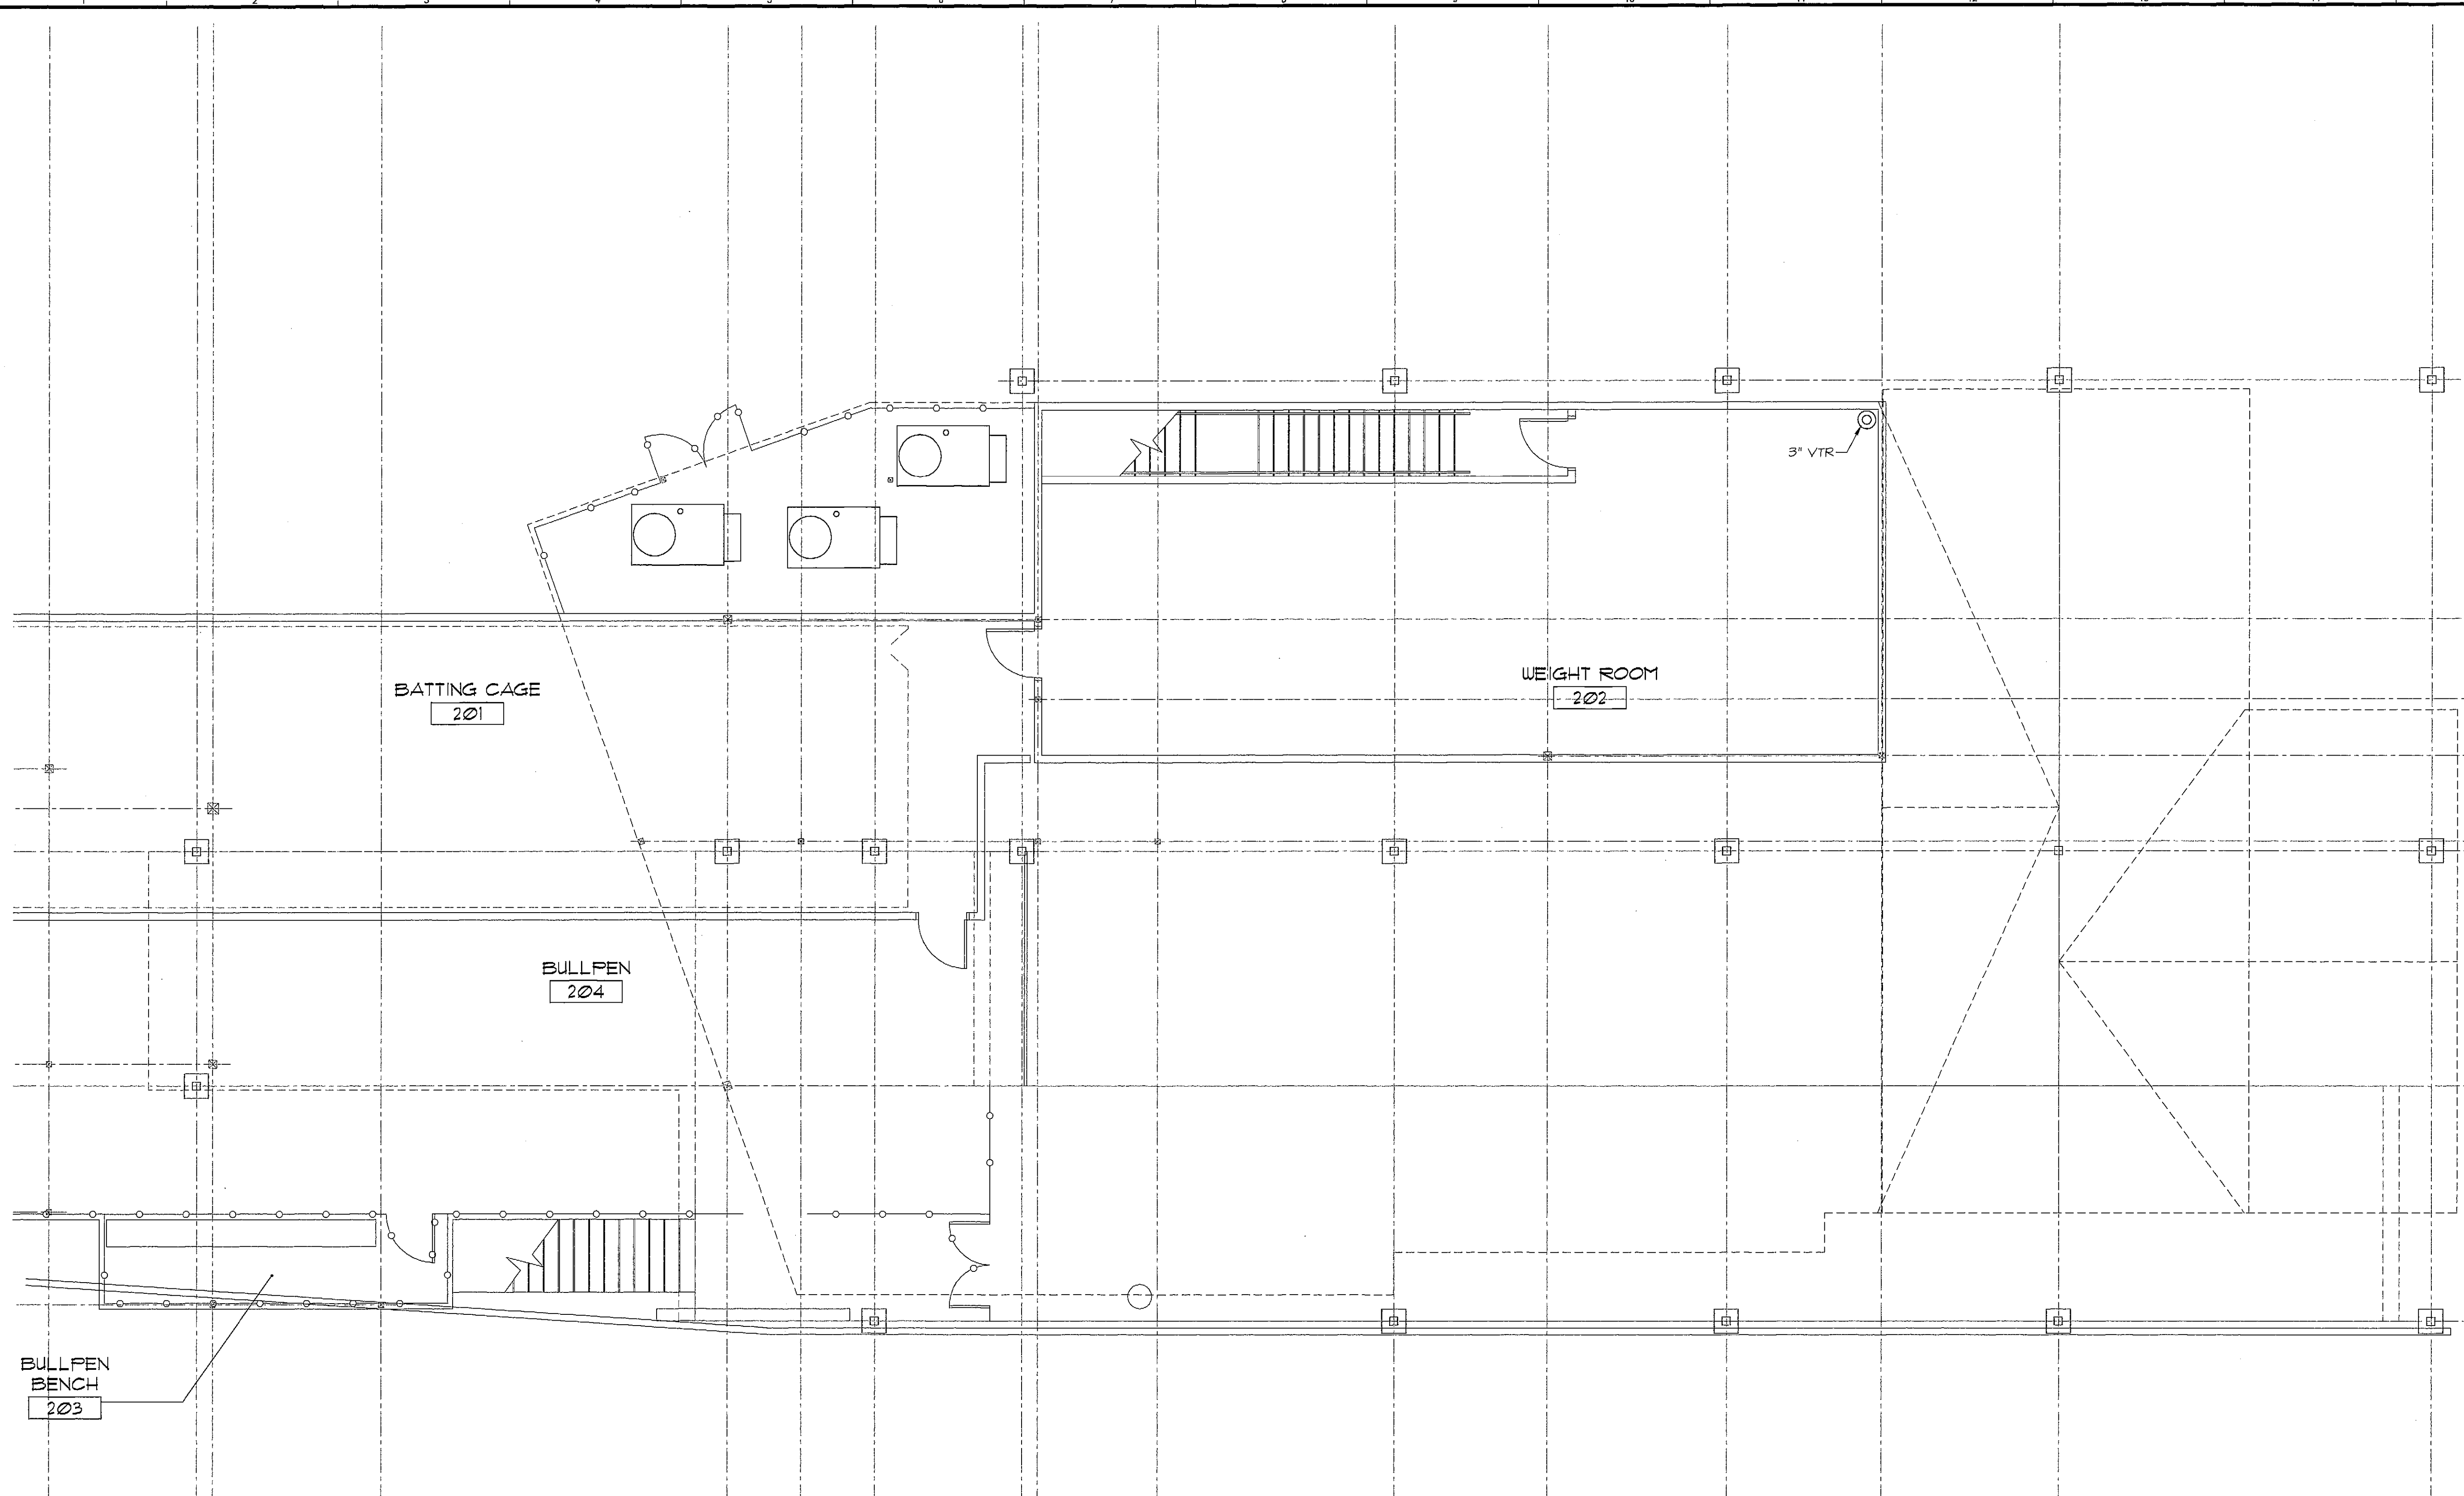 3" VTR
WEIGHT ROOM
202
BATTING CAGE
201
BULLPEN
204
BULLPEN
BENCH
203